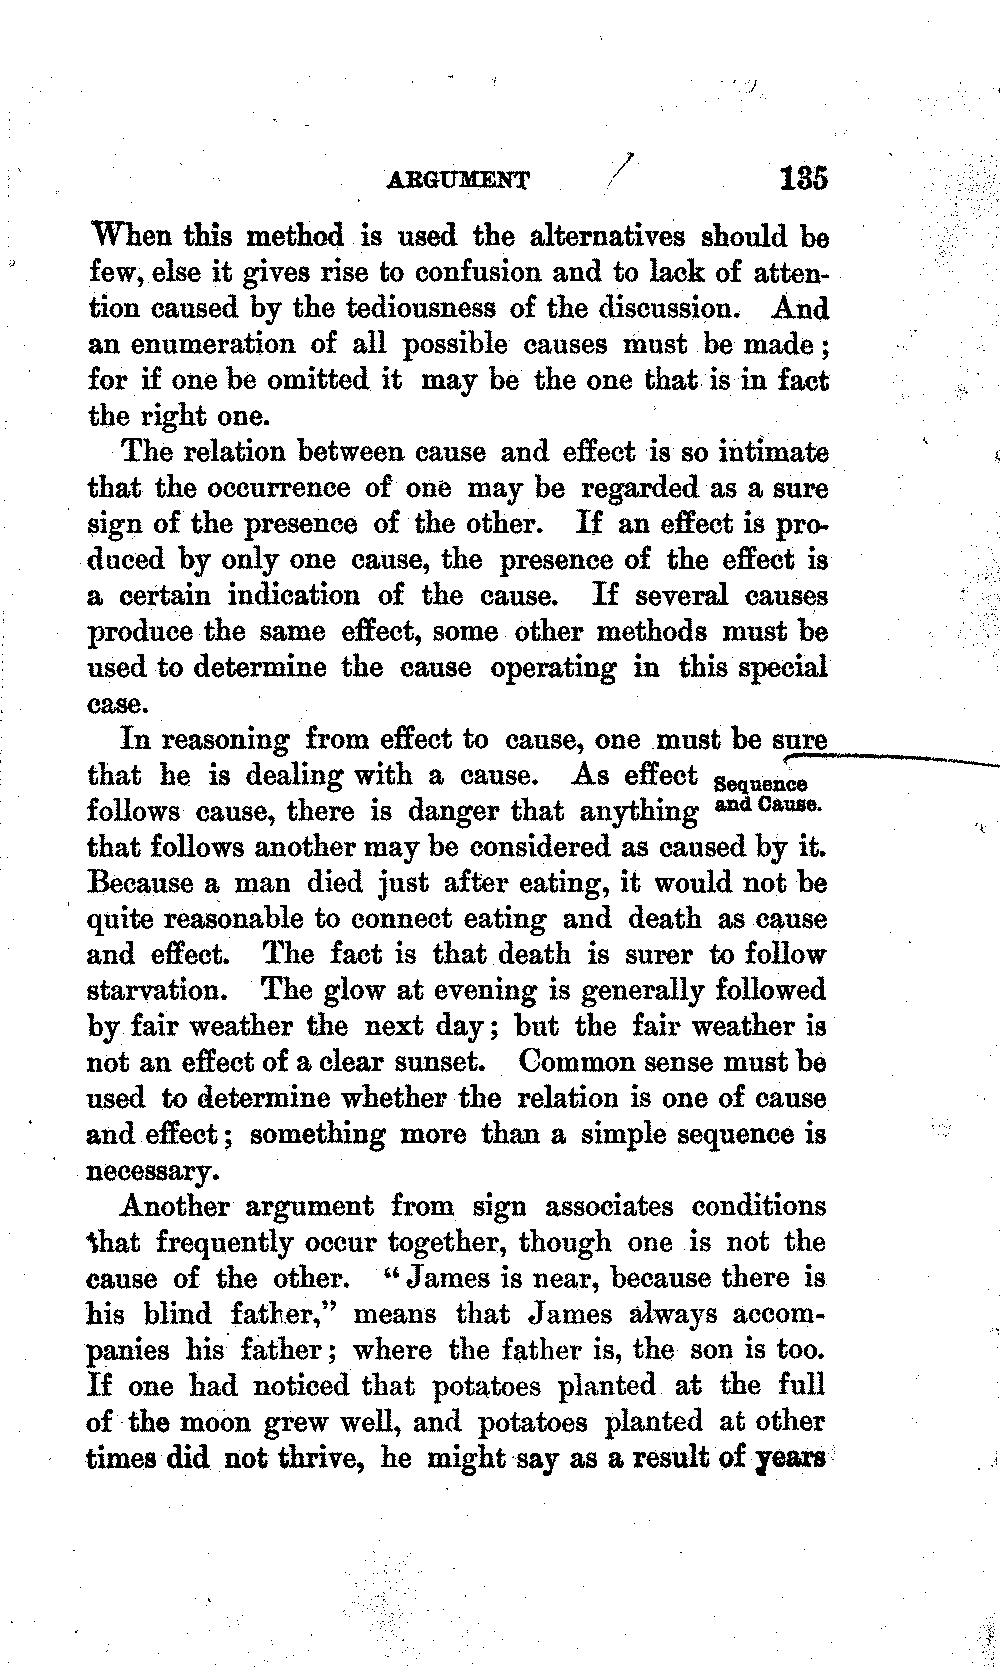 ARGUMENT 135
When this method is used the alternatives should be
few, else it gives rise to confusion and to lack of atten-
tion caused by the tediousness of the discussion. And
an enumeration of all possible causes must be made;
for if one be omitted it may be the one that is in fact
the right one.
The relation between cause and effect is so intimate
that the occurrence of one may be regarded as a sure
sign of the presence of the other. If an effect is pro-
duced by only one cause, the presence of the effect is
a certain indication of the cause. If several causes
produce the same effect, some other methods must be
used to determine the cause operating in this special
case.
In reasoning from effect to cause, one must be sure
that he is dealing with a cause. As effect
follows cause, there is danger that anything
Sequence
and Cause.
that follows another may be considered as caused by it.
Because a man died just after eating, it would not be
quite reasonable to connect eating and death as cause
and effect. The fact is that death is surer to follow
starvation. The glow at evening is generally followed
by fair weather the next day; but the fair weather is
not an effect of a clear sunset. Common sense must be
used to determine whether the relation is one of cause
and effect; something more than a simple sequence is
necessary.
Another argument from sign associates conditions
that frequently occur together, though one is not the
cause of the other. "James is near, because there is
his blind father," means that James always accom-
panies his father; where the father is, the son is too.
If one had noticed that potatoes planted at the full
of the moon grew well, and potatoes planted at other
times did not thrive, he might say as a result of years